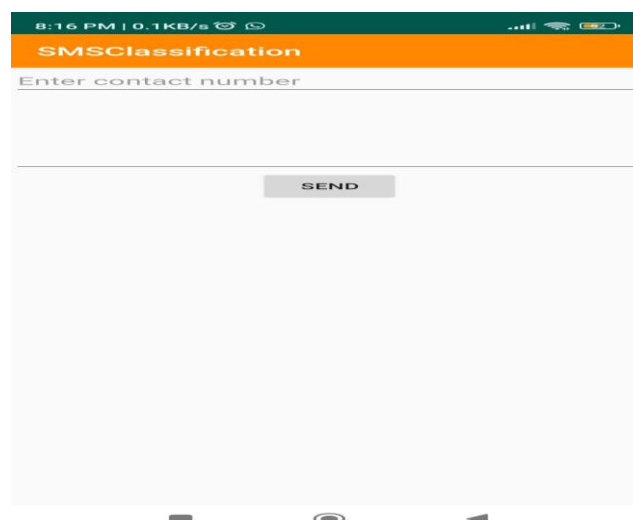 8:16 PM | 0.1KB/s
SMSClassification
Enter contact number
SEND